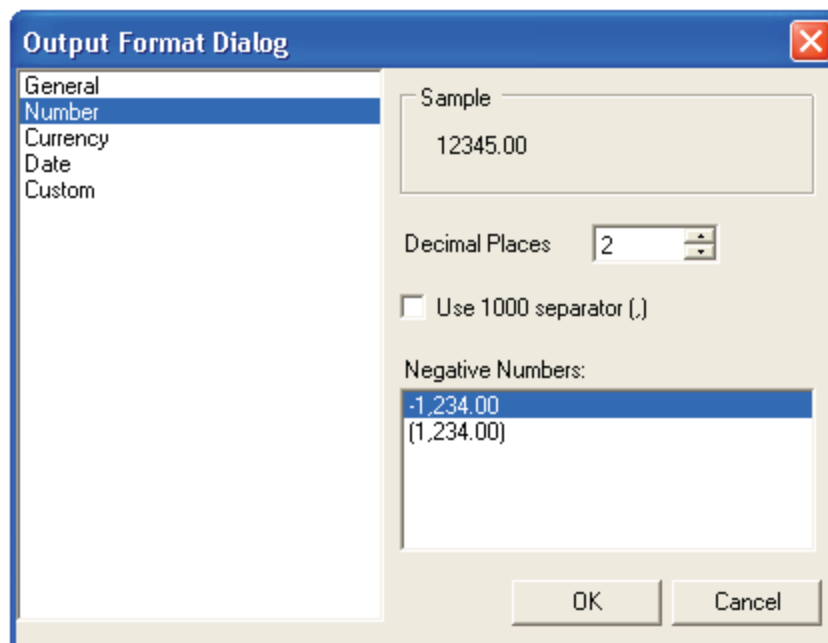 Output Format Dialog
General
Number
Currency
Date
Custom
Sample
12345.00
Decimal Places 2
Use 1000 separator (,)
Negative Numbers:
-1,234.00
(1,234.00)
OK Cancel